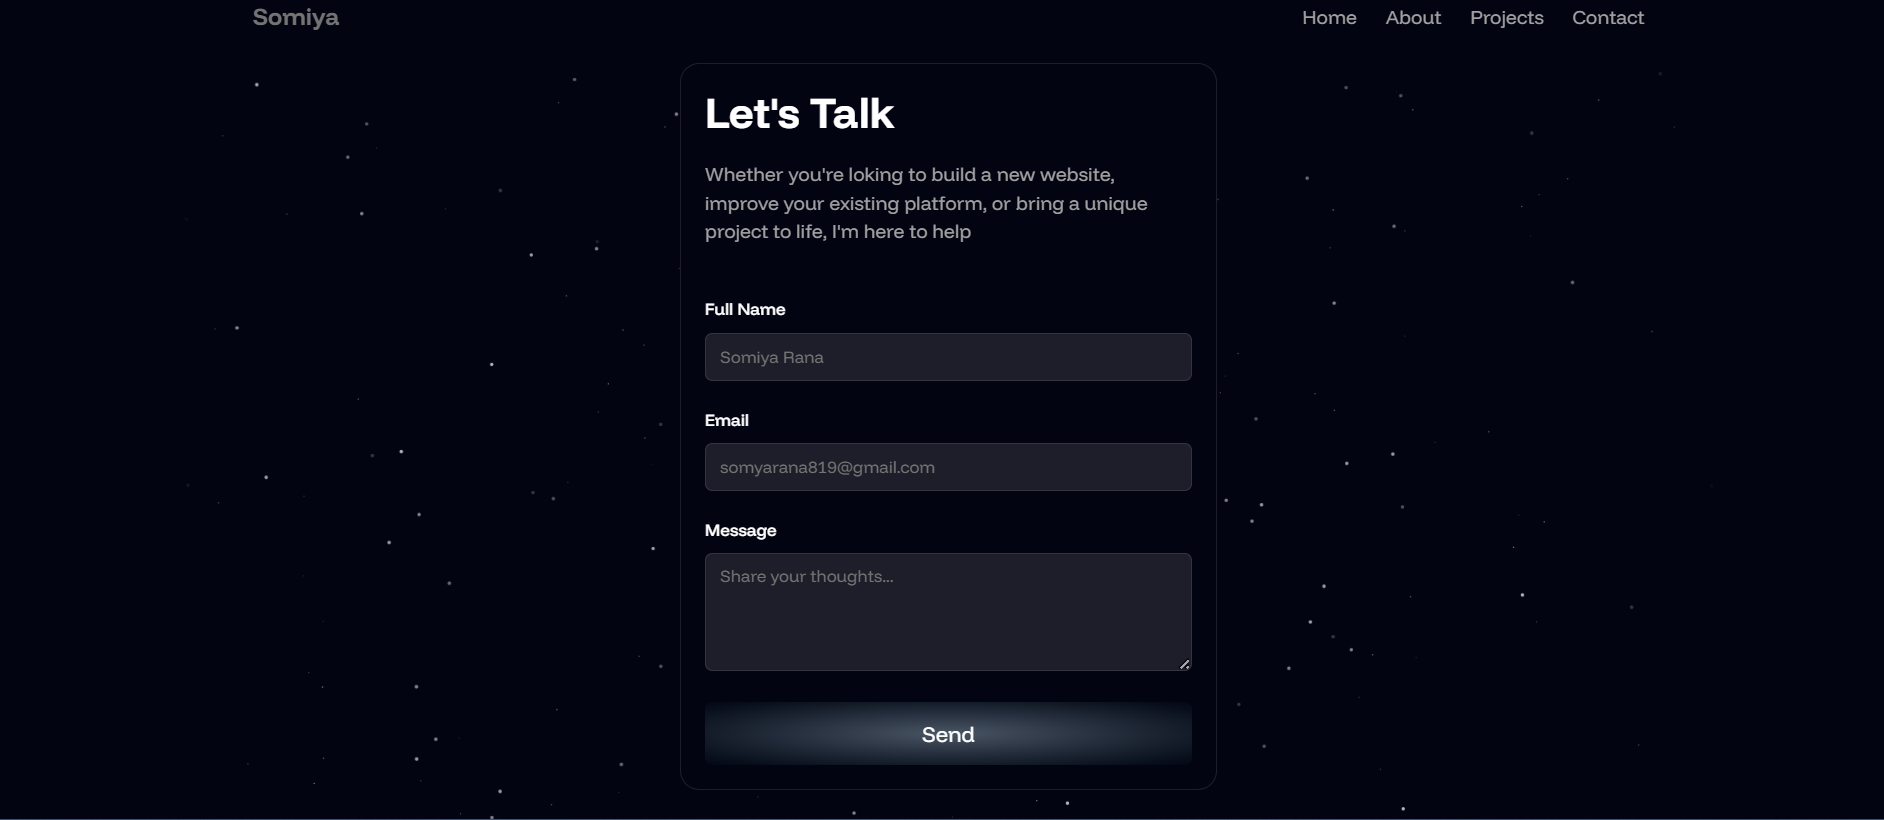 Somiya
Home About Projects Contact
Let's Talk
Whether you're loking to build a new website,
improve your existing platform, or bring a unique
project to life, I'm here to help
Full Name
Somiya Rana
Email
somyarana819@gmail.com
Message
Share your thoughts...
Send